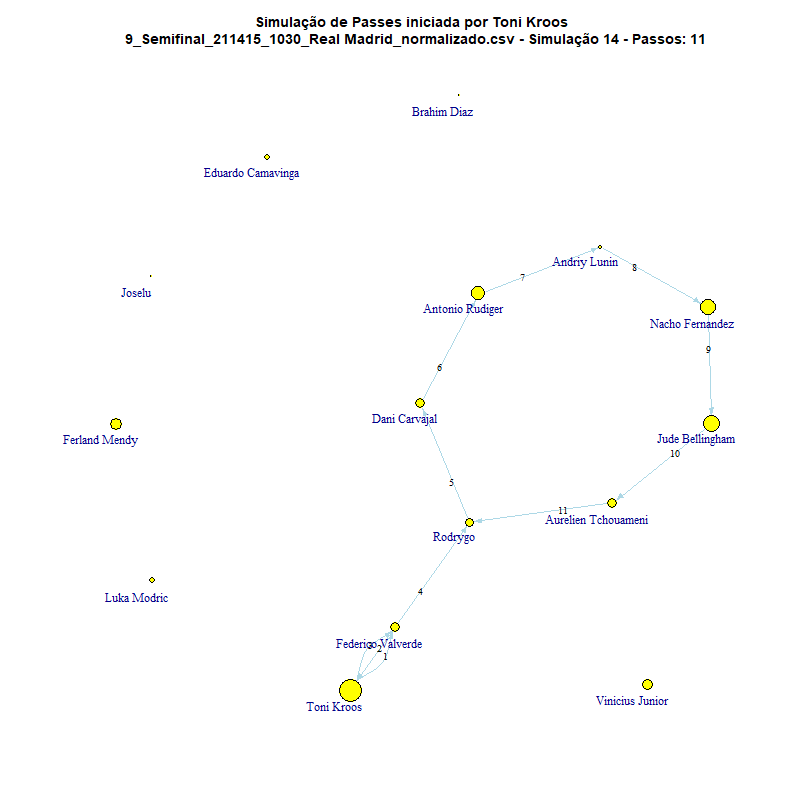 Simulação de Passes iniciada por Toni Kroos
9_Semifinal_211415_1030_Real Madrid_normalizado.csv - Simulação 14 - Passos: 11
Brahim Diaz
Eduardo Camavinga
Andriy Lunin
7
8
Joselu
Antonio Rudiger
Nacho Fernandez
9
6
Dani Carvajal
Ferland Mendy
Jude Bellingham
10
5
11
Aurelien Tchouameni
Rodrygo
4
Luka Modric
Federico Valverde
3
2
1
Vinicius Junior
Toni Kroos